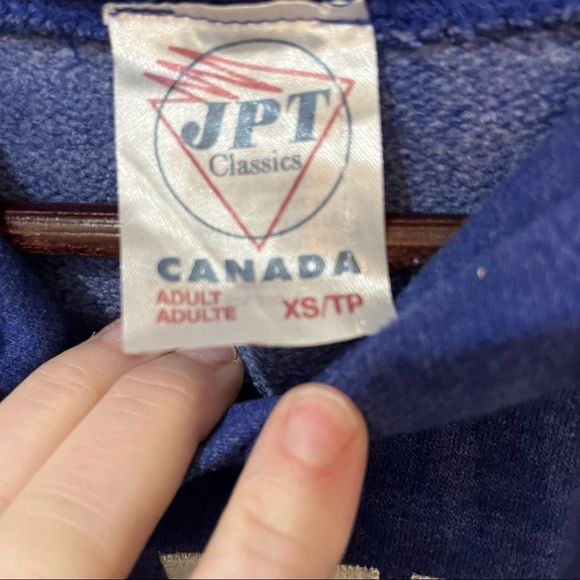 JPT
Classics
CANADA
ADULT
ADULTE XS/TP